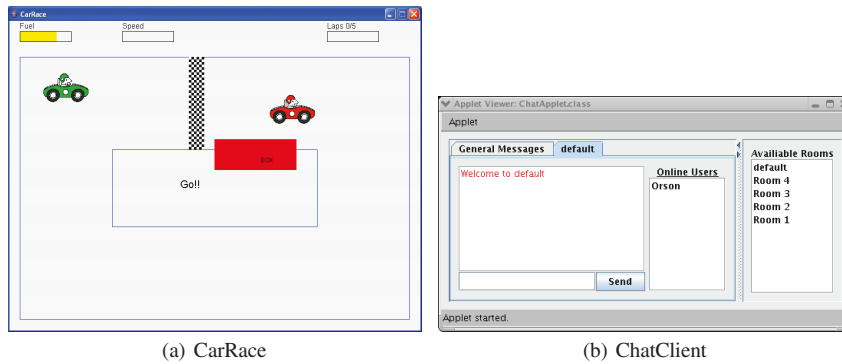 CarRace
Fuel
Speed
Laps 0/5
BOX
Go!!
(a) CarRace
Applet Viewer: ChatApplet.class
Applet
General Messages
default
Welcome to default
Send
Online Users
Orson
Availiable Rooms
default
Room 4
Room 3
Room 2
Room 1
Applet started.
(b) ChatClient